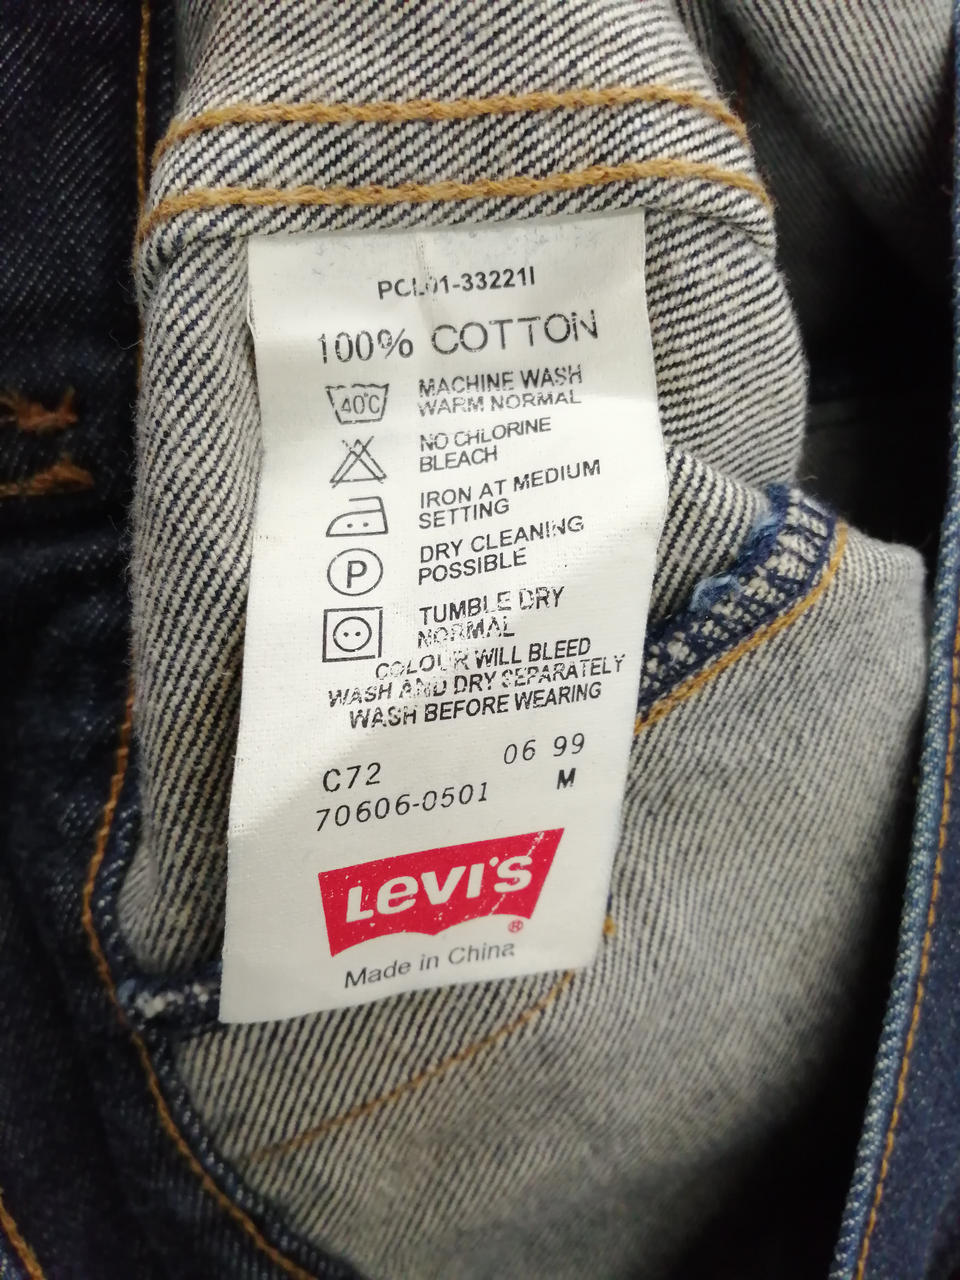 PCL01-33221I
100% COTTON
40°C
MACHINE WASH
WARM NORMAL
NO CHLORINE
BLEACH
IRON AT MEDIUM
SETTING
P
DRY CLEANING
POSSIBLE
TUMBLE DRY
NORMAL
COLOUR WILL BLEED
WASH AND DRY SEPARATELY
WASH BEFORE WEARING
C72 06 99
70606-0501 M
LEVI'S
®
Made in China